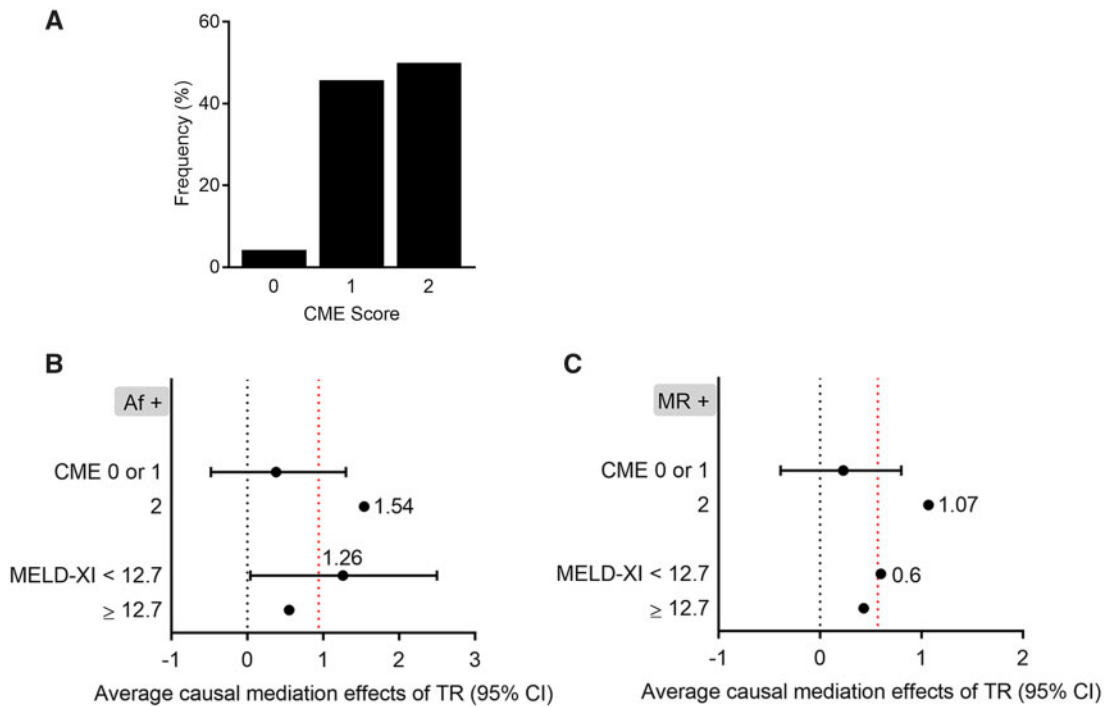 A
60
40
20
0
Frequency (%)
0 1 2
CME Score
B
Af +
CME 0 or 1
2
1.54
1.26
MELD-XI < 12.7
≥ 12.7
-1 0 1 2 3
Average causal mediation effects of TR (95% CI)
C
MR +
CME 0 or 1
2
1.07
MELD-XI < 12.7
0.6
≥ 12.7
-1 0 1 2
Average causal mediation effects of TR (95% CI)